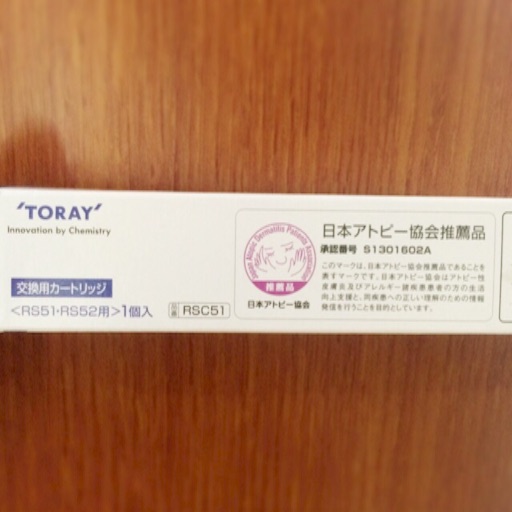 'TORAY'
Innovation by Chemistry
交換用カートリッジ
<RS51・RS52用>1個入
品番 RSC51
Japan Atopic Dermatitis Patients Association
推薦品
日本アトピー協会
日本アトピー協会推薦品
承認番号 S1301602A
このマークは、日本アトピー協会推薦品であることを
表すマークです。日本アトピー協会はアトピー性
皮膚炎及びアレルギー諸疾患患者の方の生活
向上支援と、同疾患への正しい理解のための情報
発信を行うことを目的としています。